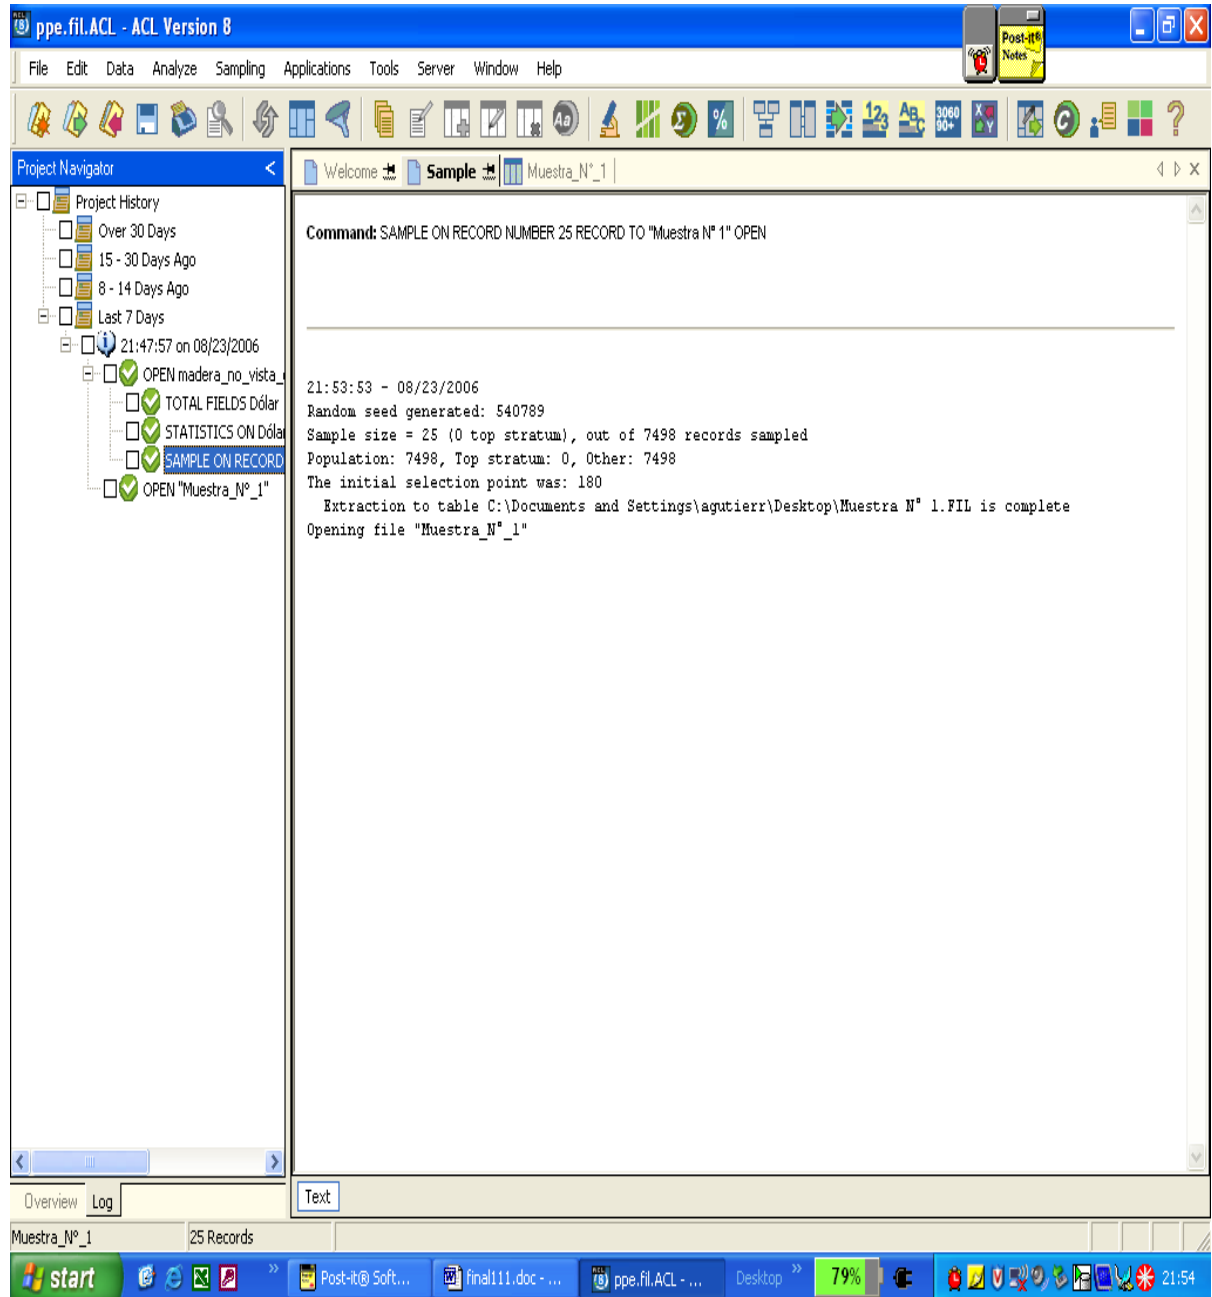 ppe.fil.ACL - ACL Version 8
Post-it® Notes
File Edit Data Analyze Sampling Applications Tools Server Window Help
Project Navigator <
Welcome Sample Muestra_N°_1
Project History
Over 30 Days
15 - 30 Days Ago
8 - 14 Days Ago
Last 7 Days
21:47:57 on 08/23/2006
OPEN madera_no_vista_
TOTAL FIELDS Dólar
STATISTICS ON Dóla
SAMPLE ON RECORD
OPEN "Muestra_Nº_1"
Command: SAMPLE ON RECORD NUMBER 25 RECORD TO "Muestra N° 1" OPEN
21:53:53 - 08/23/2006
Random seed generated: 540789
Sample size = 25 (0 top stratum), out of 7498 records sampled
Population: 7498, Top stratum: 0, Other: 7498
The initial selection point was: 180
Extraction to table C:\Documents and Settings\agutierr\Desktop\Muestra N° 1.FIL is complete
Opening file "Muestra_N°_1"
Overview Log
Text
Muestra_Nº_1 25 Records
start Post-it® Soft... final111.doc - ... ppe.fil.ACL - ... Desktop 79% 21:54